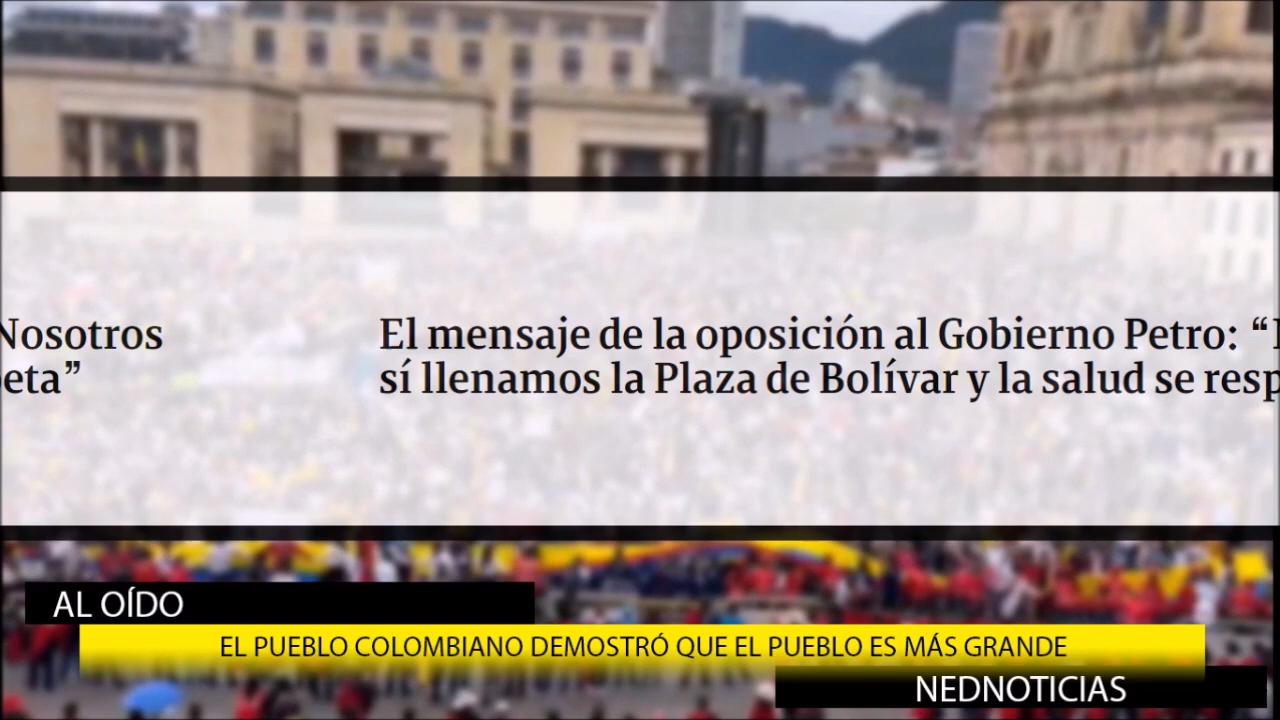 Nosotros
eta”
El mensaje de la oposición al Gobierno Petro: “
sí llenamos la Plaza de Bolívar y la salud se resp
AL OÍDO
EL PUEBLO COLOMBIANO DEMOSTRÓ QUE EL PUEBLO ES MÁS GRANDE
NEDNOTICIAS